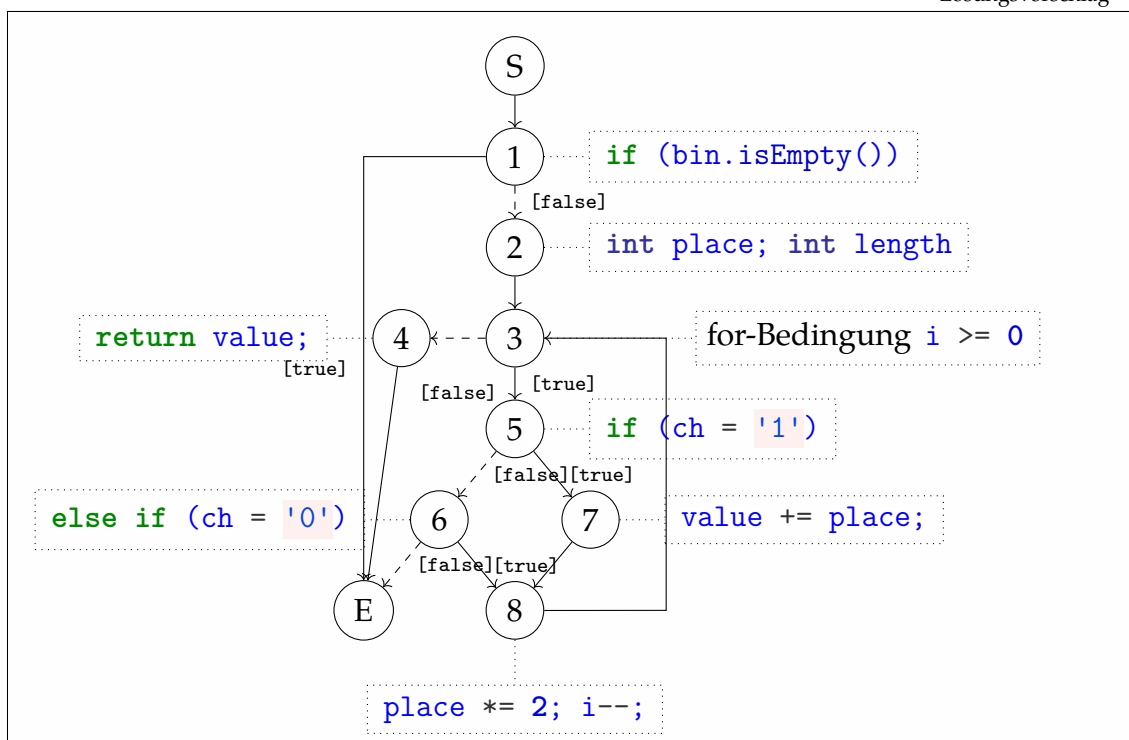 Lösungsvorschlag
S
1
if (bin.isEmpty())
[false]
2
int place; int length
return value;
4
3
for-Bedingung i >= 0
[true]
[false]
[true]
5
if (ch = '1')
[false][true]
else if (ch = '0')
6
7
value += place;
[false][true]
E
8
place *= 2; i--;